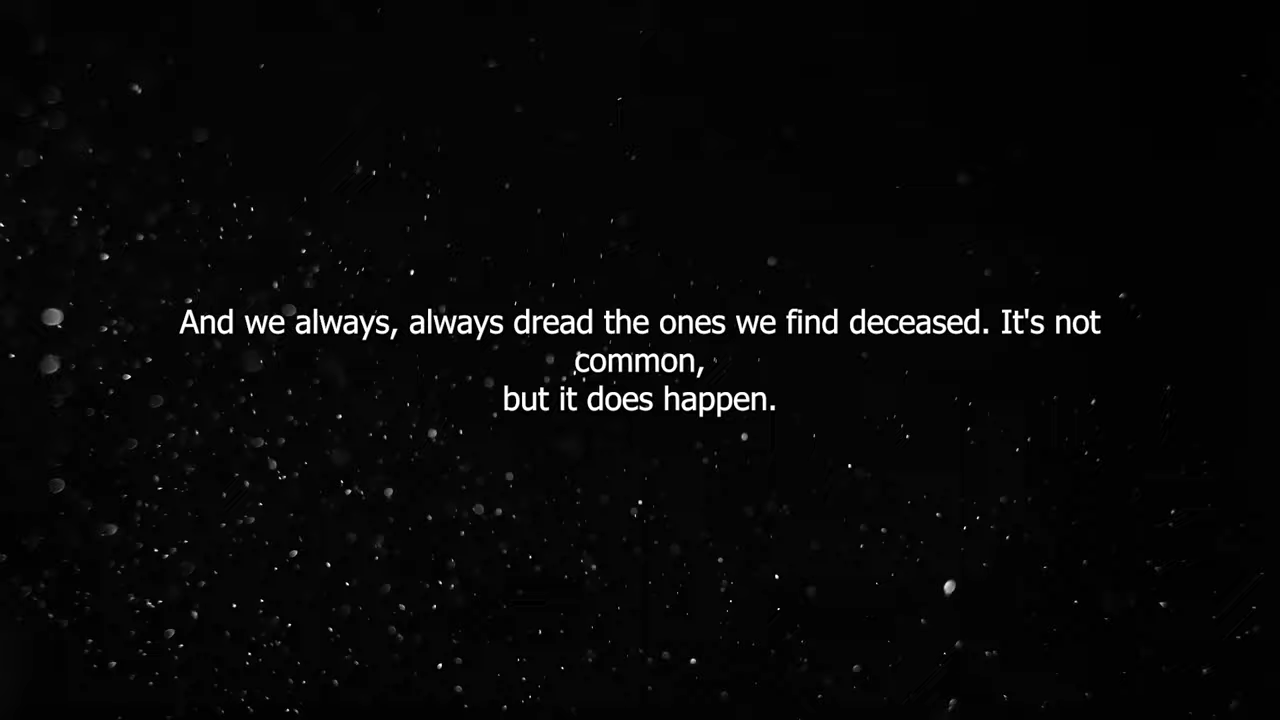 And we always, always dread the ones we find deceased. It's not
common,
but it does happen.